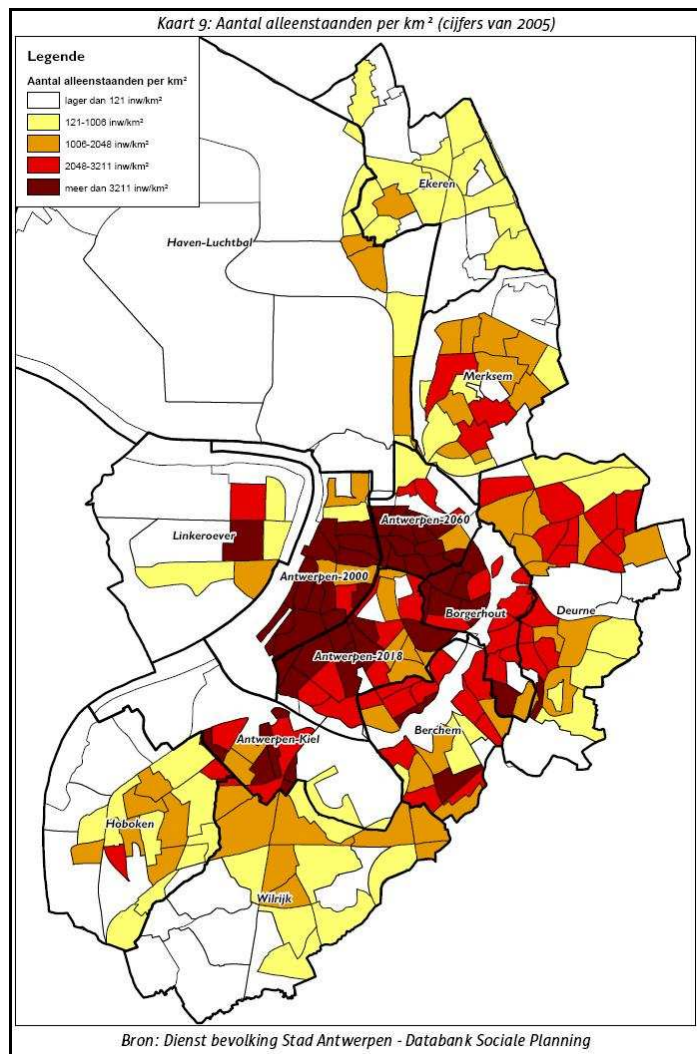 Kaart 9: Aantal alleenstaanden per km² (cijfers van 2005)
Legende
Aantal alleenstaanden per km²
lager dan 121 inw/km²
121-1006 inw/km²
1006-2048 inw/km²
2048-3211 inw/km²
meer dan 3211 inw/km²
Ekeren
Haven-Luchtbal
Merksem
Antwerpen-2060
Linkeroever
Antwerpen-2000
Borgerhout
Deurne
Antwerpen-2018
Antwerpen-Kiel
Berchem
Hoboken
Wilrijk
Bron: Dienst bevolking Stad Antwerpen - Databank Sociale Planning